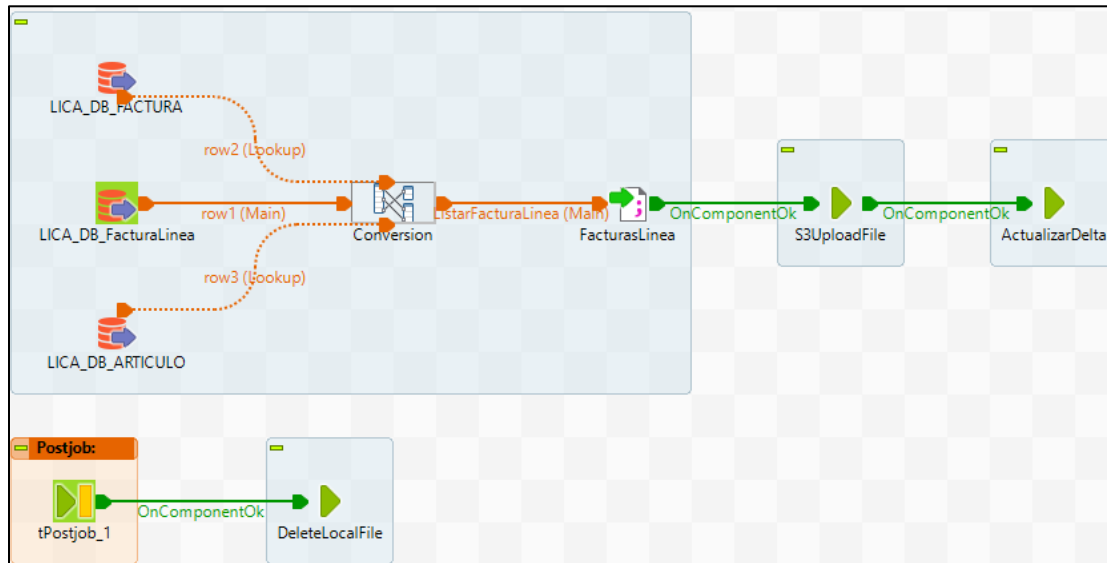 LICA_DB_FACTURA
row2 (Lookup)
LICA_DB_FacturaLinea
row1 (Main)
Conversion
ListarFacturaLinea (Main)
FacturasLinea
OnComponentOk
S3UploadFile
OnComponentOk
ActualizarDelta
row3 (Lookup)
LICA_DB_ARTICULO
Postjob:
tPostjob_1
OnComponentOk
DeleteLocalFile